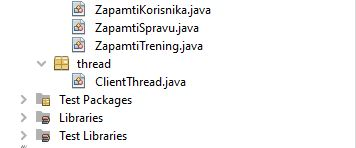 ZapamtiKorisnika.java
ZapamtiSpravu.java
ZapamtiTrening.java
thread
ClientThread.java
Test Packages
Libraries
Test Libraries